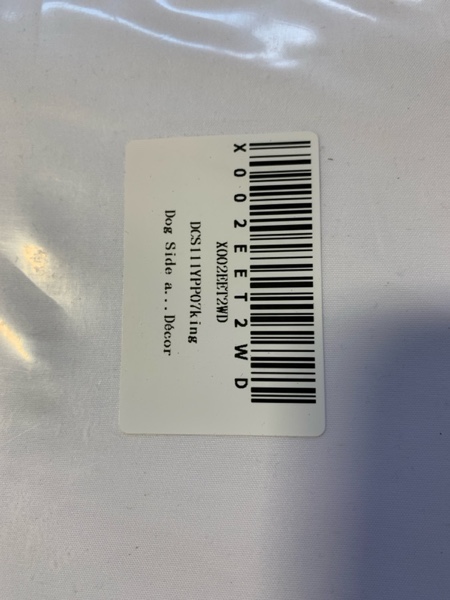 X002EET2WD
X002EET2WD
DCS111YPP07king
Dog Side a...Décor